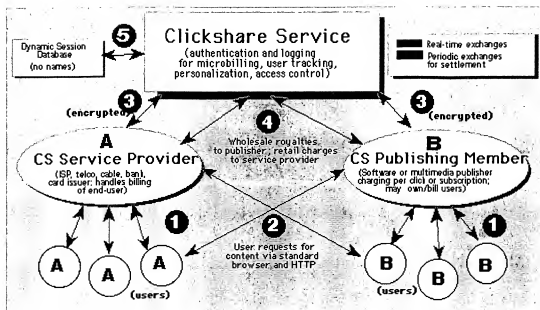 Dynamic Session
Database
(no names)
5
Clickshare Service
(authentication and logging
for microbilling, user tracking,
personalization, access control)
Real-time exchanges
Periodic exchanges
for settlement
3
(encrypted)
3
(encrypted)
4
Wholesale royalties
to publisher; retail charges
to service provider
A
CS Service Provider
(ISP, telco, cable, bank,
card issuer; handles billing
of end-user)
B
CS Publishing Member
(Software or multimedia publisher
charging per click or subscription;
may own/bill users)
1
2
1
User requests for
content via standard
browser and HTTP
A
A
A
(users)
B
B
B
(users)